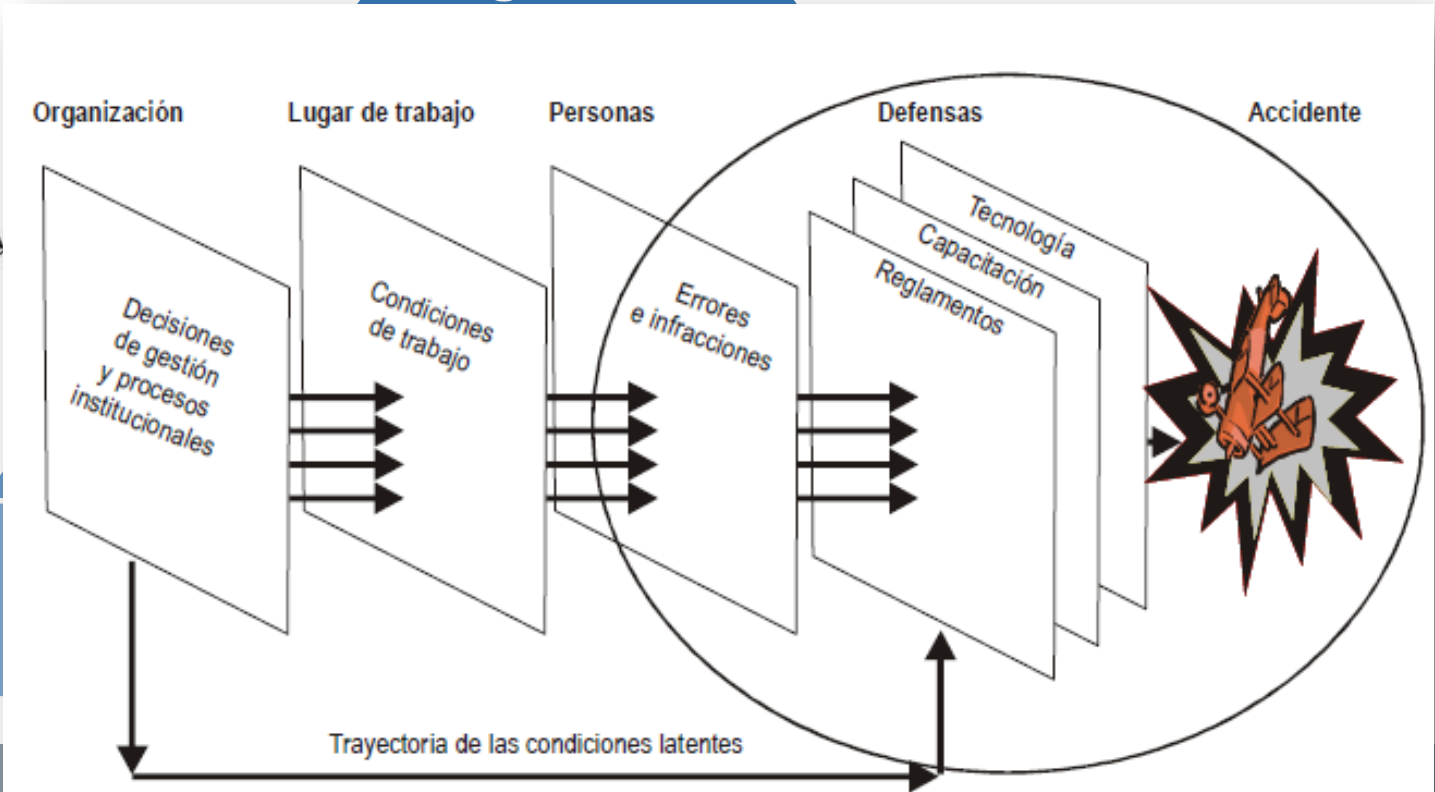 Organización
Lugar de trabajo
Personas
Defensas
Accidente
Decisiones
de gestión
y procesos
institucionales
Condiciones
de trabajo
Errores
e infracciones
Tecnología
Capacitación
Reglamentos
Trayectoria de las condiciones latentes